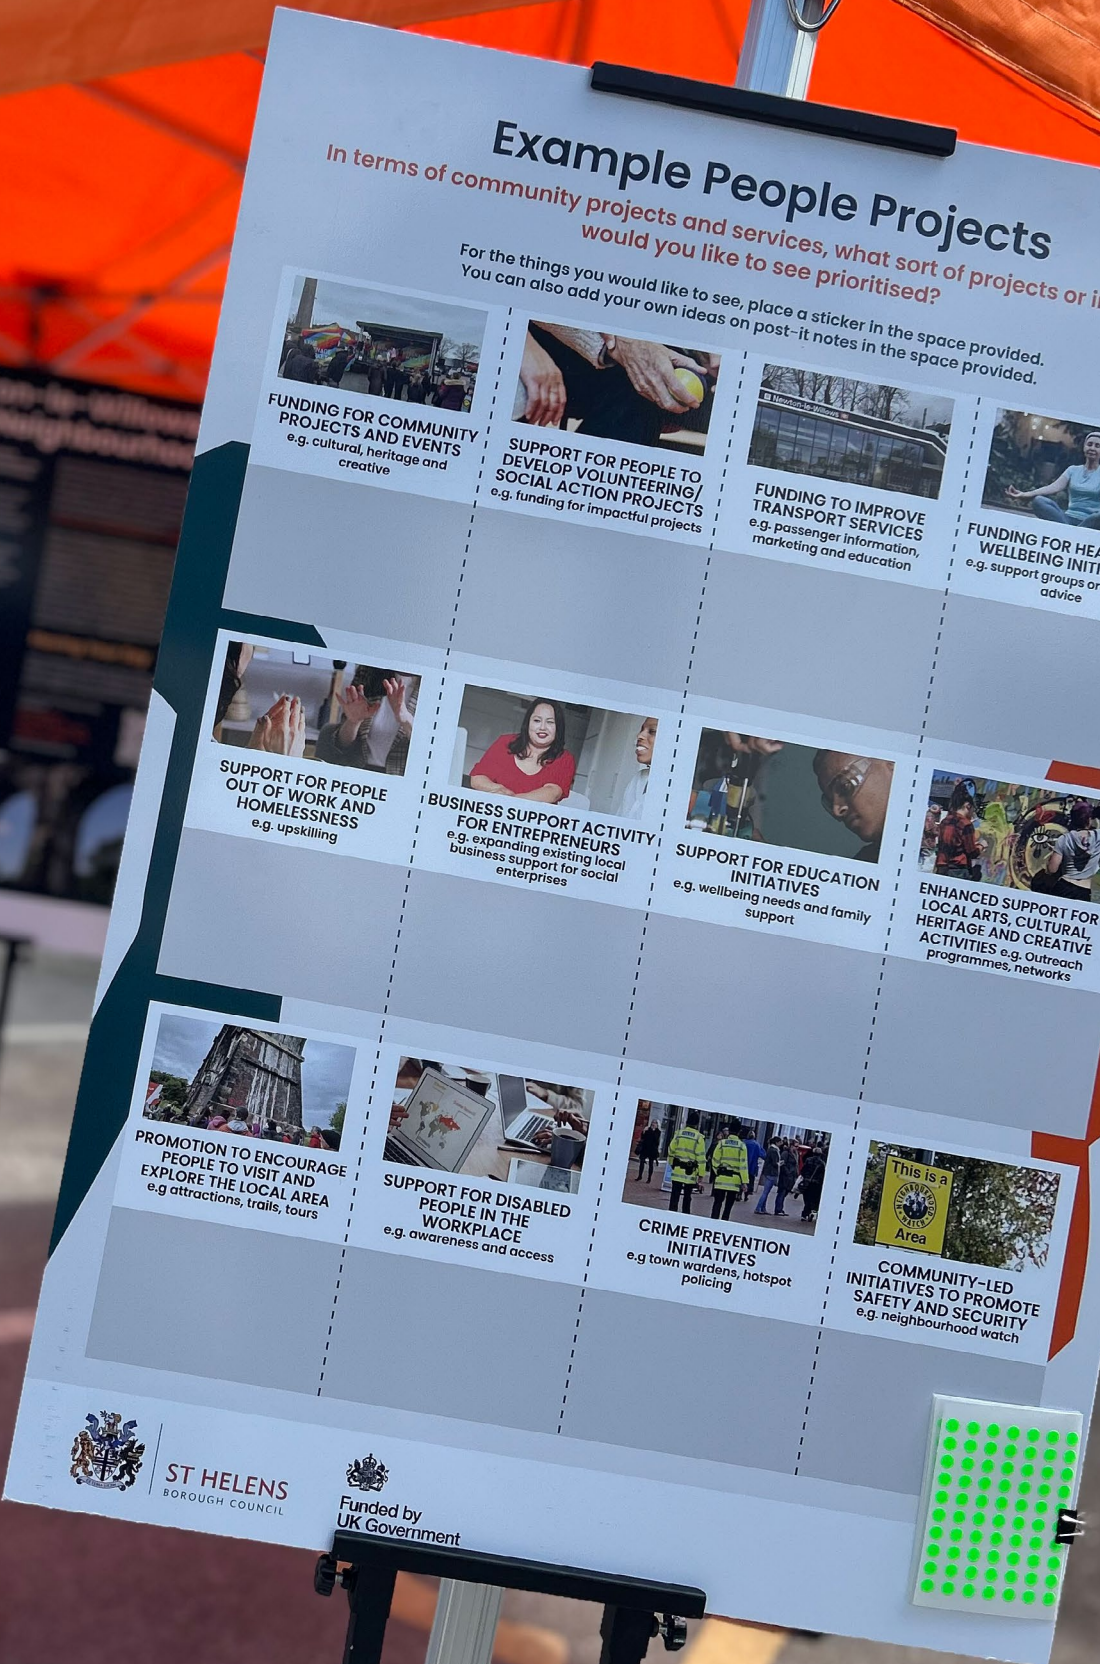 Example People Projects
In terms of community projects and services, what sort of projects or
would you like to see prioritised?
For the things you would like to see, place a sticker in the space provided.
You can also add your own ideas on post-it notes in the space provided.
FUNDING FOR COMMUNITY
PROJECTS AND EVENTS
e.g. cultural, heritage and
creative
SUPPORT FOR PEOPLE TO
DEVELOP VOLUNTEERING/
SOCIAL ACTION PROJECTS
e.g. funding for impactful projects
Newton-le-Willows
FUNDING TO IMPROVE
TRANSPORT SERVICES
e.g. passenger information,
marketing and education
FUNDING FOR
WELLBEING
e.g. support groups or
advice
SUPPORT FOR PEOPLE
OUT OF WORK AND
HOMELESSNESS
e.g. upskilling
BUSINESS SUPPORT ACTIVITY
FOR ENTREPRENEURS
e.g. expanding existing local
business support for social
enterprises
SUPPORT FOR EDUCATION
INITIATIVES
e.g. wellbeing needs and family
support
ENHANCED SUPPORT FOR
LOCAL ARTS, CULTURAL,
HERITAGE AND CREATIVE
ACTIVITIES e.g. Outreach
programmes, networks
PROMOTION TO ENCOURAGE
PEOPLE TO VISIT AND
EXPLORE THE LOCAL AREA
e.g attractions, trails, tours
SUPPORT FOR DISABLED
PEOPLE IN THE
WORKPLACE
e.g. awareness and access
CRIME PREVENTION
INITIATIVES
e.g town wardens, hotspot
policing
This is a
NEIGHBOURHOOD
WATCH
Area
COMMUNITY-LED
INITIATIVES TO PROMOTE
SAFETY AND SECURITY
e.g. neighbourhood watch
ST HELENS
BOROUGH COUNCIL
Funded by
UK Government